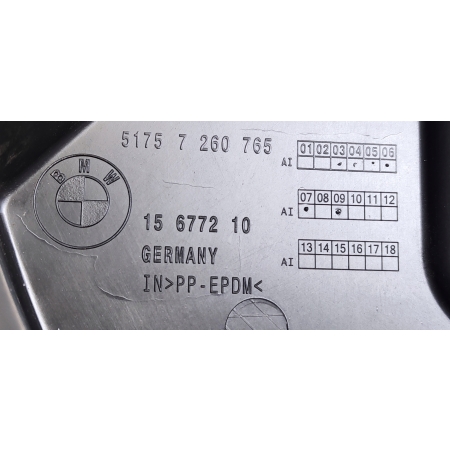 5175 7 260 765
BMW
15 6772 10
GERMANY
IN>PP-EPDM<
01 02 03 04 05 06
AI
07 08 09 10 11 12
AI
13 14 15 16 17 18
AI